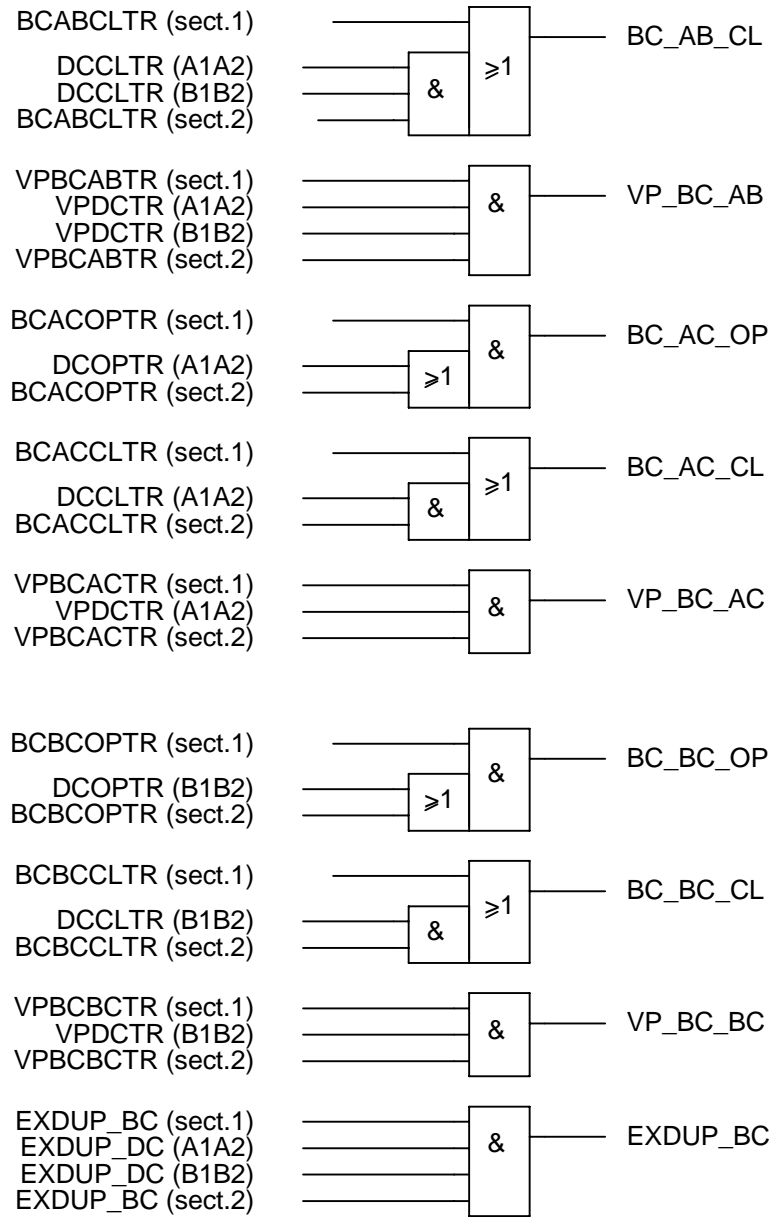 BCABCLTR (sect.1)
BC_AB_CL
DCCLTR (A1A2)
≥1
DCCLTR (B1B2)
&
BCABCLTR (sect.2)
VPBCABTR (sect.1)
VPDCTR (A1A2)
&
VP_BC_AB
VPDCTR (B1B2)
VPBCABTR (sect.2)
BCACOPTR (sect.1)
&
BC_AC_OP
DCOPTR (A1A2)
≥1
BCACOPTR (sect.2)
BCACCLTR (sect.1)
BC_AC_CL
≥1
DCCLTR (A1A2)
&
BCACCLTR (sect.2)
VPBCACTR (sect.1)
VPDCTR (A1A2)
&
VP_BC_AC
VPBCACTR (sect.2)
BCBCOPTR (sect.1)
&
BC_BC_OP
DCOPTR (B1B2)
≥1
BCBCOPTR (sect.2)
BCBCCLTR (sect.1)
BC_BC_CL
≥1
DCCLTR (B1B2)
&
BCBCCLTR (sect.2)
VPBCBCTR (sect.1)
VPDCTR (B1B2)
&
VP_BC_BC
VPBCBCTR (sect.2)
EXDUP_BC (sect.1)
EXDUP_DC (A1A2)
&
EXDUP_BC
EXDUP_DC (B1B2)
EXDUP_BC (sect.2)